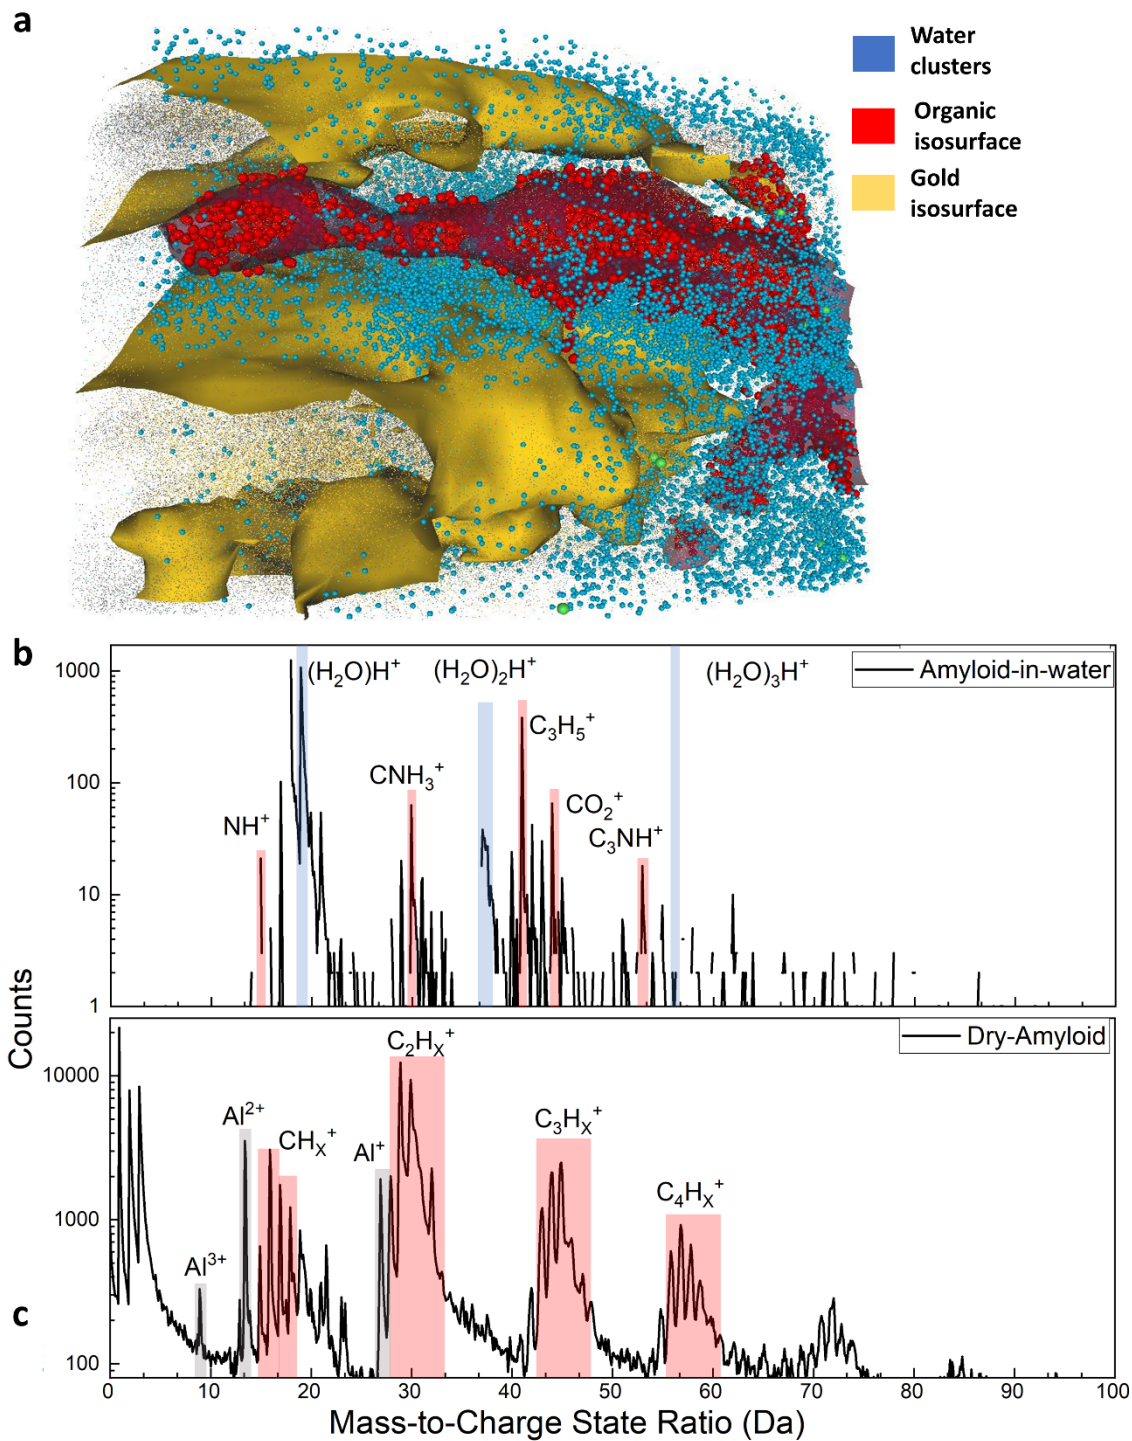 a
Water
clusters
Organic
isosurface
Gold
isosurface
b
1000
100
10
1
(H₂O)H⁺
(H₂O)₂H⁺
(H₂O)₃H⁺
Amyloid-in-water
C₃H₅⁺
CNH₃⁺
CO₂⁺
NH⁺
C₃NH⁺
Counts
c
10000
1000
100
Dry-Amyloid
C₂Hₓ⁺
Al²⁺
CHₓ⁺
Al⁺
C₃Hₓ⁺
C₄Hₓ⁺
Al³⁺
0 10 20 30 40 50 60 70 80 90 100
Mass-to-Charge State Ratio (Da)